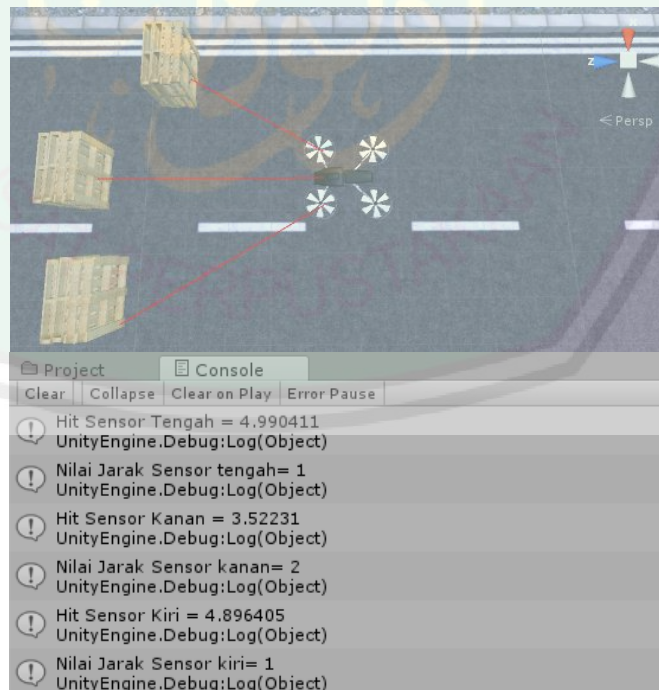 z
< Persp
PERPUSTAKAAN
Project
Console
Clear
Collapse
Clear on Play
Error Pause
Hit Sensor Tengah = 4.990411
UnityEngine.Debug:Log(Object)
Nilai Jarak Sensor tengah= 1
UnityEngine.Debug:Log(Object)
Hit Sensor Kanan = 3.52231
UnityEngine.Debug:Log(Object)
Nilai Jarak Sensor kanan= 2
UnityEngine.Debug:Log(Object)
Hit Sensor Kiri = 4.896405
UnityEngine.Debug:Log(Object)
Nilai Jarak Sensor kiri= 1
UnityEngine.Debug:Log(Object)